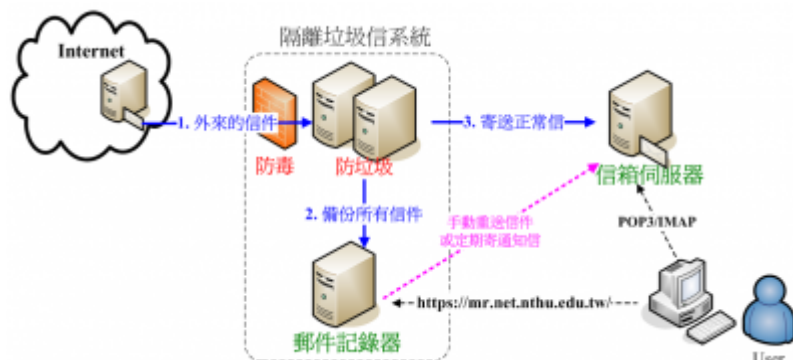 隔離垃圾信系統
Internet
1. 外來的信件
3. 寄送正常信
防毒
防垃圾
信箱伺服器
2. 備份所有信件
手動重送信件
或定期寄通知信
POP3/IMAP
https://mr.net.nthu.edu.tw/
郵件記錄器
User